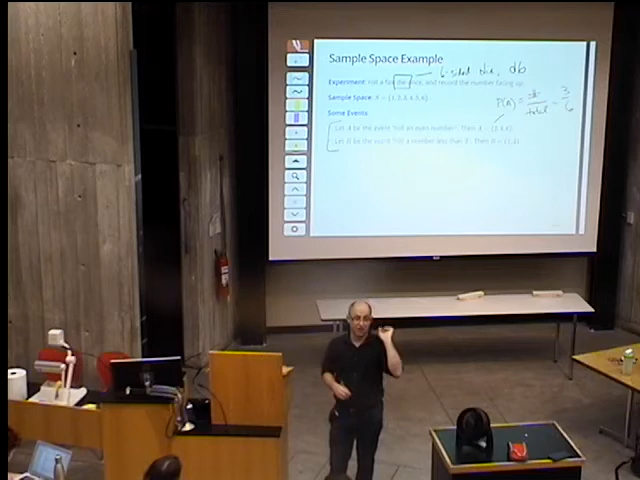 Sample Space Example
6-sided die, d6
Experiment: roll a fair die once, and record the number facing up.
P(A) = # / total = 3/6
Sample Space: S = {1, 2, 3, 4, 5, 6}
Some Events:
Let A be the event "roll an even number". Then A = {2, 4, 6}.
Let B be the event "roll a number less than 3". Then B = {1, 2}.